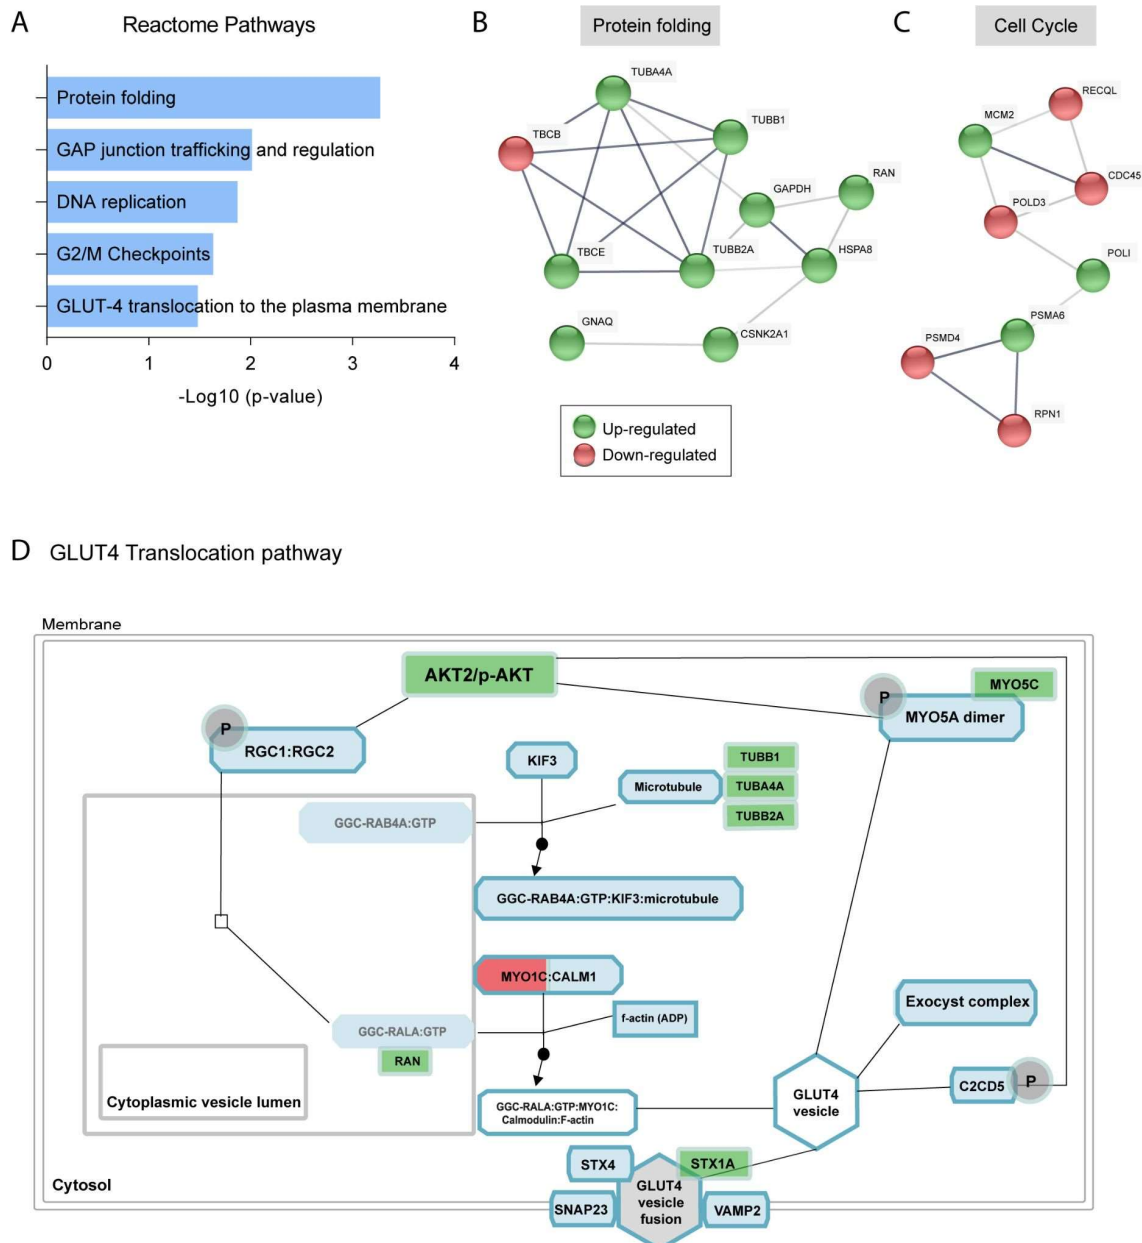 A
Reactome Pathways
Protein folding
GAP junction trafficking and regulation
DNA replication
G2/M Checkpoints
GLUT-4 translocation to the plasma membrane
0 1 2 3 4
-Log10 (p-value)
B
Protein folding
TUBA4A
TUBB1
TBCB
GAPDH
RAN
TBCE
TUBB2A
HSPA8
GNAQ
CSNK2A1
Up-regulated
Down-regulated
C
Cell Cycle
RECQL
MCM2
CDC45
POLD3
POLI
PSMA6
PSMD4
RPN1
D GLUT4 Translocation pathway
Membrane
AKT2/p-AKT
P
MYO5C
MYO5A dimer
P
RGC1:RGC2
KIF3
Microtubule
TUBB1
TUBA4A
TUBB2A
GGC-RAB4A:GTP
GGC-RAB4A:GTP:KIF3:microtubule
MYO1C:CALM1
f-actin (ADP)
GGC-RALA:GTP
RAN
Cytoplasmic vesicle lumen
GGC-RALA:GTP:MYO1C:
Calmodulin:F-actin
Exocyst complex
GLUT4
vesicle
C2CD5
P
Cytosol
STX4
STX1A
SNAP23
GLUT4
vesicle
fusion
VAMP2